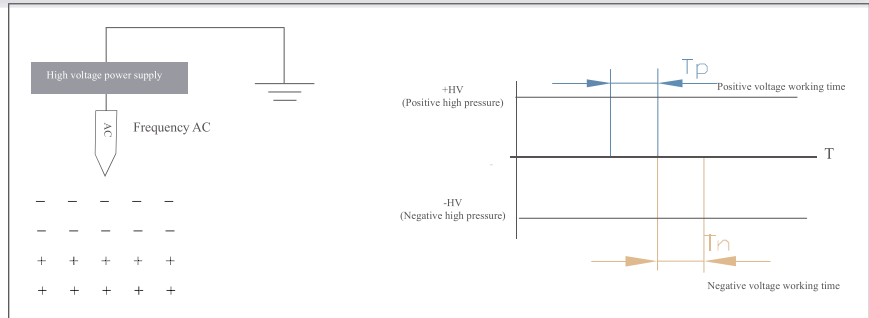 High voltage power supply
AC
Frequency AC
− − − − −
− − − − −
+ + + + +
+ + + + +
Tp
Positive voltage working time
+HV
(Positive high pressure)
T
-HV
(Negative high pressure)
Tn
Negative voltage working time